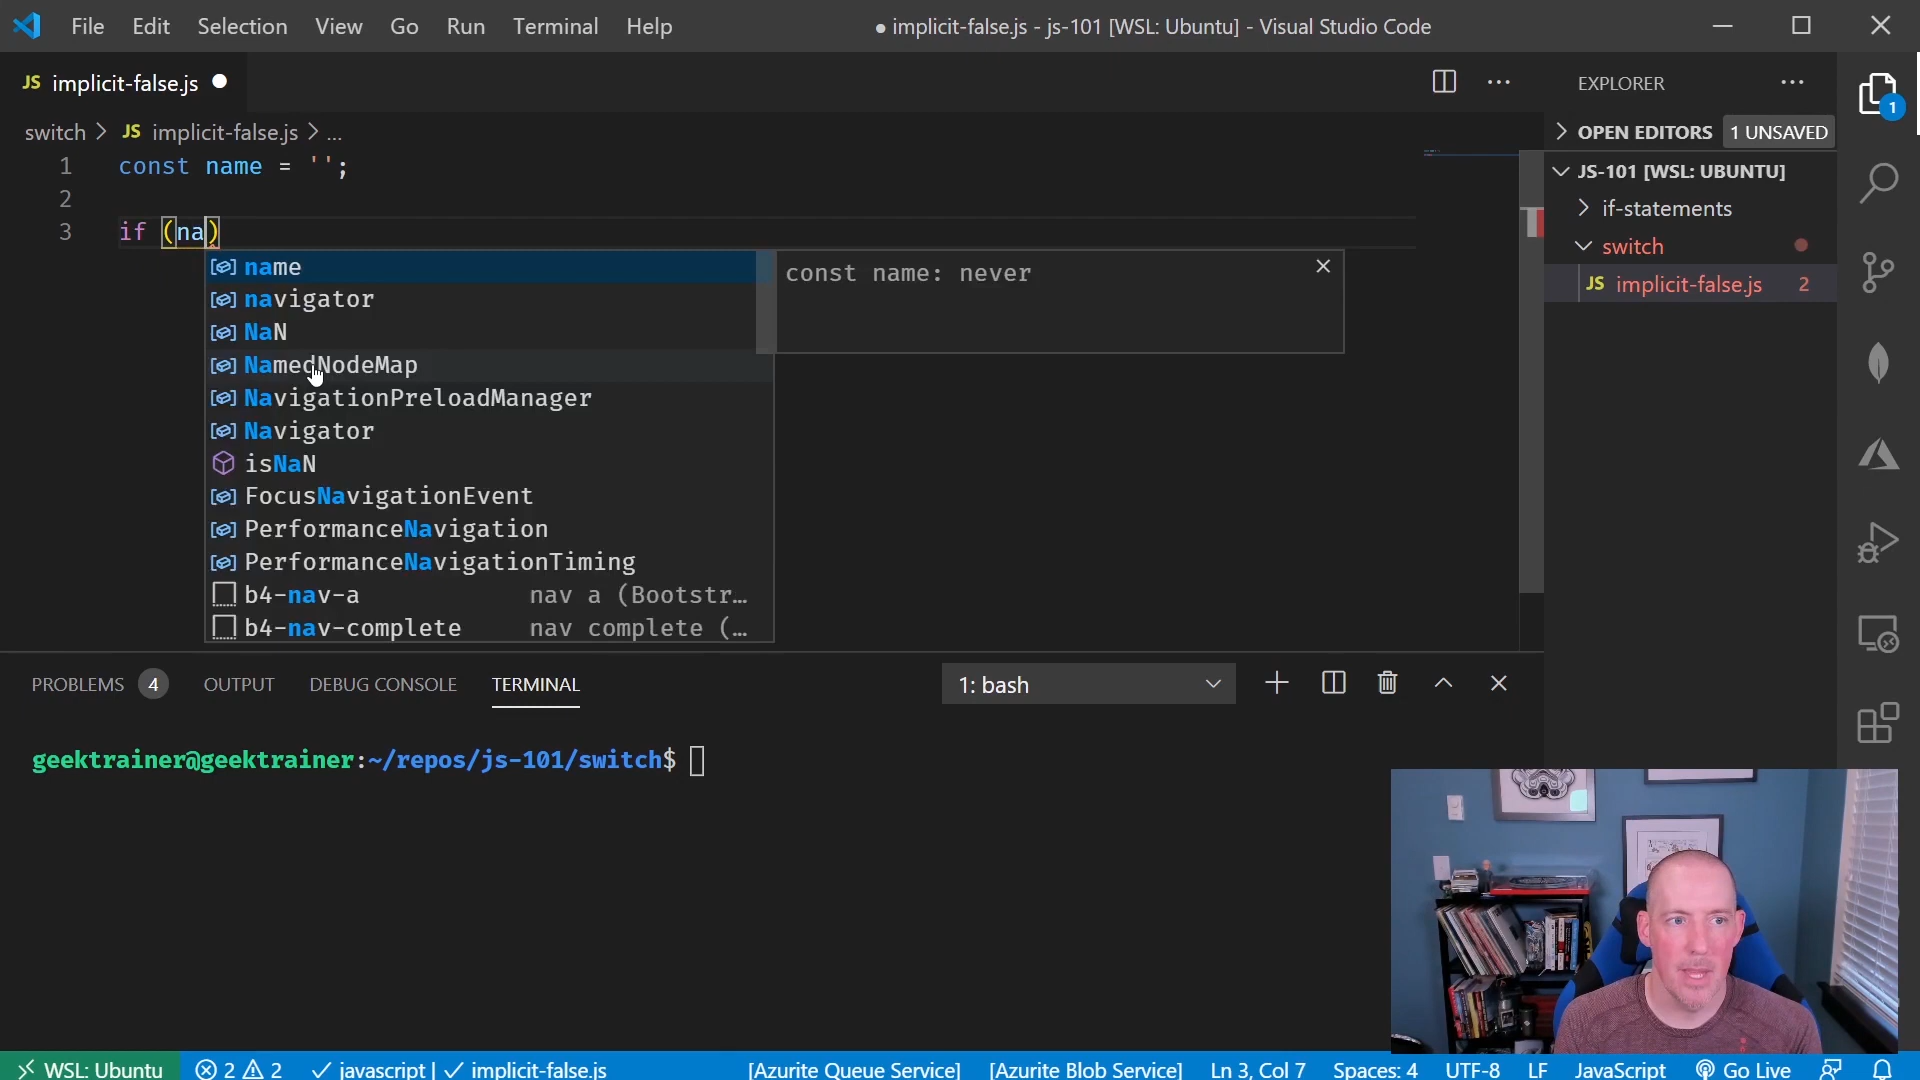 File Edit Selection View Go Run Terminal Help
● implicit-false.js - js-101 [WSL: Ubuntu] - Visual Studio Code
JS implicit-false.js ●
switch > JS implicit-false.js > ...
1 const name = '';
2
3 if (na)
name
navigator
NaN
NamedNodeMap
NavigationPreloadManager
Navigator
isNaN
FocusNavigationEvent
PerformanceNavigation
PerformanceNavigationTiming
b4-nav-a nav a (Bootstr…
b4-nav-complete nav complete (…
const name: never
EXPLORER
OPEN EDITORS 1 UNSAVED
JS-101 [WSL: UBUNTU]
if-statements
switch
JS implicit-false.js 2
1
PROBLEMS 4 OUTPUT DEBUG CONSOLE TERMINAL
1: bash
geektrainer@geektrainer:~/repos/js-101/switch$
WSL: Ubuntu 2 2 javascript | implicit-false.js [Azurite Queue Service] [Azurite Blob Service] Ln 3, Col 7 Spaces: 4 UTF-8 LF JavaScript Go Live